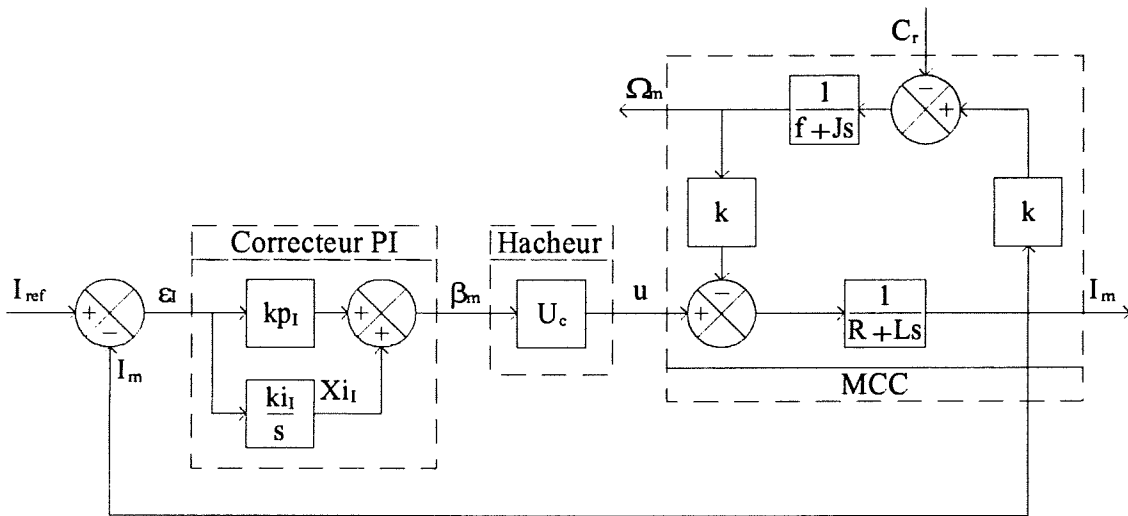 C_r
Ω_m
1
f+Js
−
+
k
k
Correcteur PI
Hacheur
I_ref
+
−
ε_I
kp_I
+
+
β_m
U_c
u
−
+
1
R+Ls
I_m
I_m
ki_I
s
Xi_I
MCC